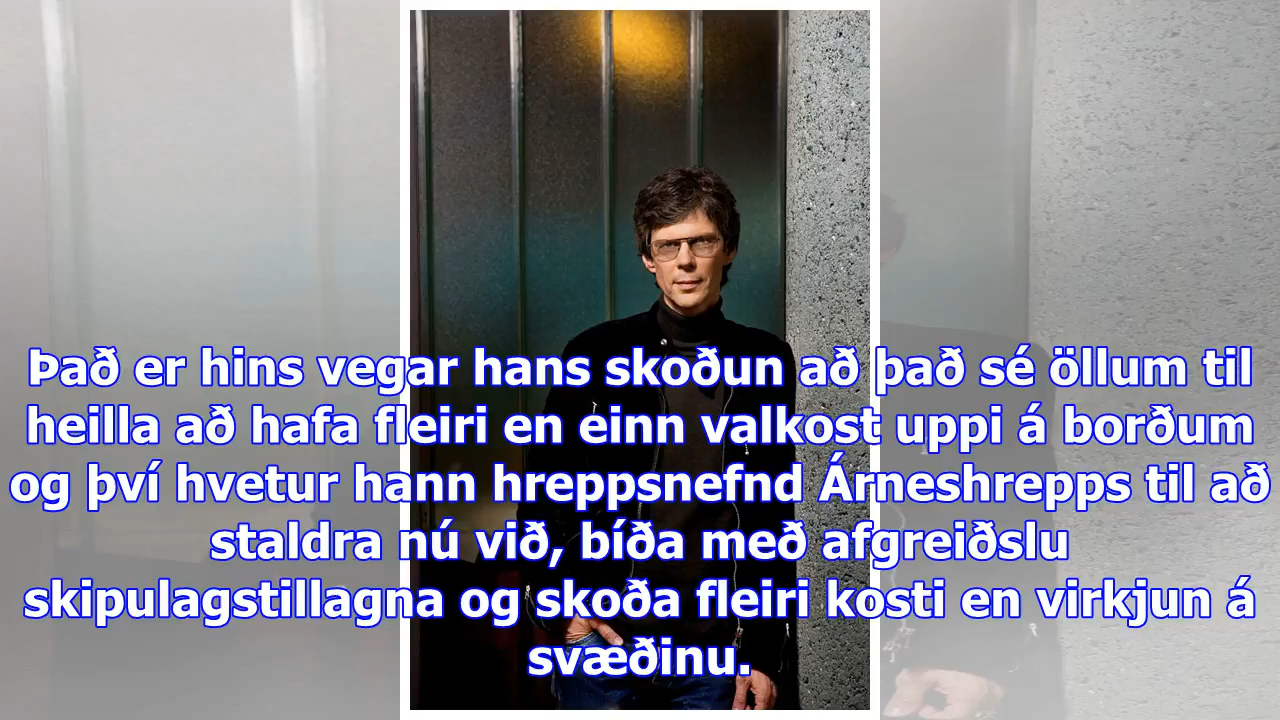 Það er hins vegar hans skoðun að það sé öllum til
heilla að hafa fleiri en einn valkost uppi á borðum
og því hvetur hann hreppsnefnd Árneshrepps til að
staldra nú við, bíða með afgreiðslu
skipulagstillagna og skoða fleiri kosti en virkjun á
svæðinu.